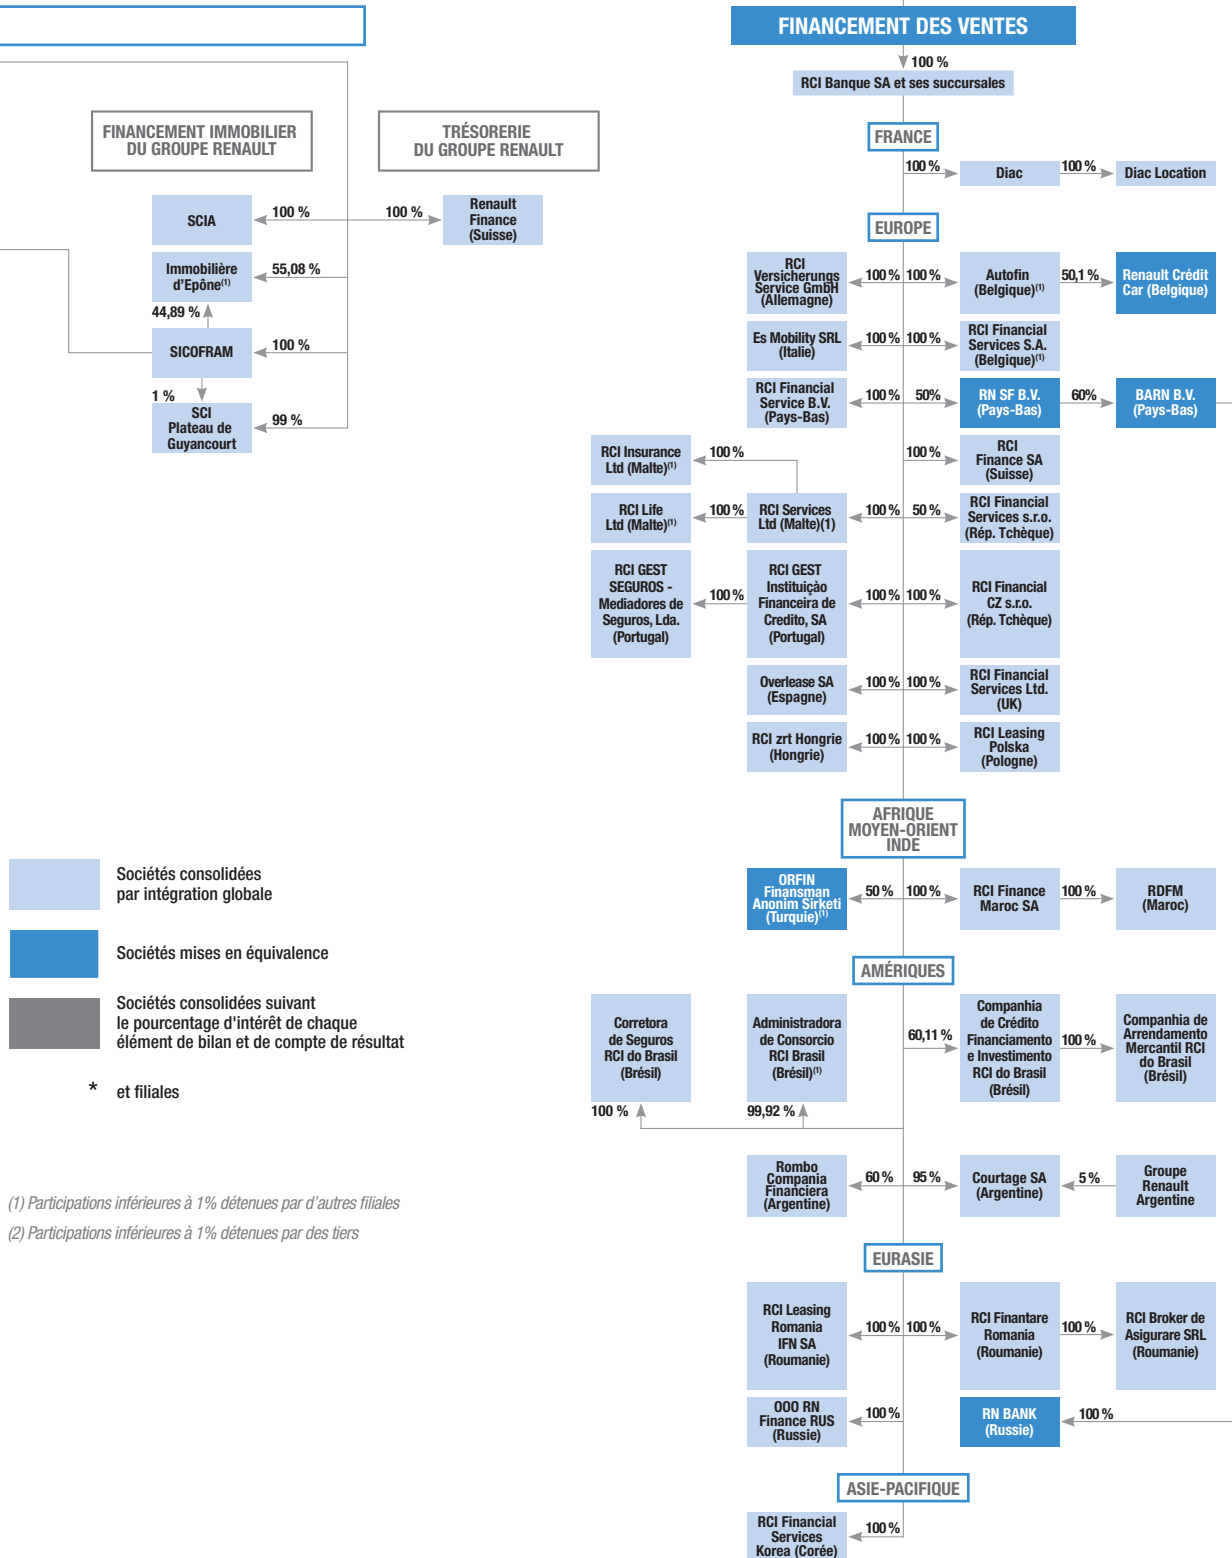 FINANCEMENT DES VENTES
100 %
RCI Banque SA et ses succursales
FINANCEMENT IMMOBILIER
DU GROUPE RENAULT
TRÉSORERIE
DU GROUPE RENAULT
SCIA
100 %
100 %
Renault
Finance
(Suisse)
Immobilière
d'Epône(1)
55,08 %
44,89 %
SICOFRAM
100 %
1 %
SCI
Plateau de
Guyancourt
99 %
FRANCE
100 %
Diac
100 %
Diac Location
EUROPE
RCI
Versicherungs
Service GmbH
(Allemagne)
100 %
100 %
Autofin
(Belgique)(1)
50,1 %
Renault Crédit
Car (Belgique)
Es Mobility SRL
(Italie)
100 %
100 %
RCI Financial
Services S.A.
(Belgique)(1)
RCI Financial
Service B.V.
(Pays-Bas)
100 %
50%
RN SF B.V.
(Pays-Bas)
60%
BARN B.V.
(Pays-Bas)
RCI Insurance
Ltd (Malte)(1)
100 %
100 %
RCI
Finance SA
(Suisse)
RCI Life
Ltd (Malte)(1)
100 %
RCI Services
Ltd (Malte)(1)
100 %
50 %
RCI Financial
Services s.r.o.
(Rép. Tchèque)
RCI GEST
SEGUROS -
Mediadores de
Seguros, Lda.
(Portugal)
100 %
RCI GEST
Instituiçào
Financeira de
Credito, SA
(Portugal)
100 %
100 %
RCI Financial
CZ s.r.o.
(Rép. Tchèque)
Overlease SA
(Espagne)
100 %
100 %
RCI Financial
Services Ltd.
(UK)
RCI zrt Hongrie
(Hongrie)
100 %
100 %
RCI Leasing
Polska
(Pologne)
AFRIQUE
MOYEN-ORIENT
INDE
ORFIN
Finansman
Anonim Sirketi
(Turquie)(1)
50 %
100 %
RCI Finance
Maroc SA
100 %
RDFM
(Maroc)
AMÉRIQUES
Corretora
de Seguros
RCI do Brasil
(Brésil)
100 %
Administradora
de Consorcio
RCI Brasil
(Brésil)(1)
99,92 %
60,11 %
Companhia
de Crédito
Financiamento
e Investimento
RCI do Brasil
(Brésil)
100 %
Companhia de
Arrendamento
Mercantil RCI
do Brasil
(Brésil)
Rombo
Compania
Financiera
(Argentine)
60 %
95 %
Courtage SA
(Argentine)
5 %
Groupe
Renault
Argentine
EURASIE
RCI Leasing
Romania
IFN SA
(Roumanie)
100 %
100 %
RCI Finantare
Romania
(Roumanie)
100 %
RCI Broker de
Asigurare SRL
(Roumanie)
OOO RN
Finance RUS
(Russie)
100 %
RN BANK
(Russie)
100 %
ASIE-PACIFIQUE
RCI Financial
Services
Korea (Corée)
100 %
Sociétés consolidées
par intégration globale
Sociétés mises en équivalence
Sociétés consolidées suivant
le pourcentage d'intérêt de chaque
élément de bilan et de compte de résultat
* et filiales
(1) Participations inférieures à 1% détenues par d'autres filiales
(2) Participations inférieures à 1% détenues par des tiers